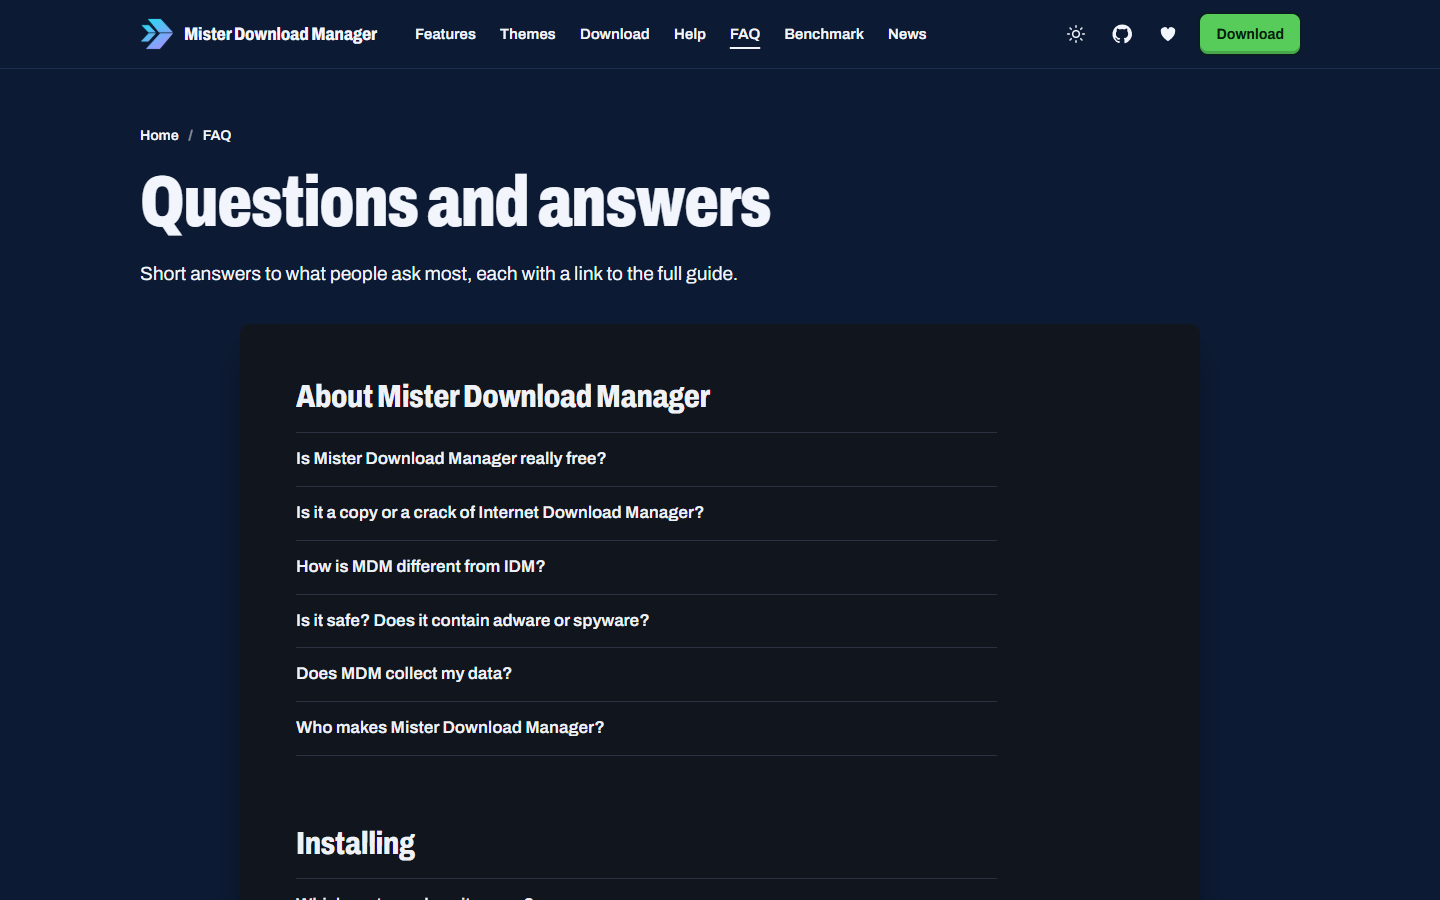 Mister Download Manager
Features
Themes
Download
Help
FAQ
Benchmark
News
Download
Home / FAQ
Questions and answers
Short answers to what people ask most, each with a link to the full guide.
About Mister Download Manager
Is Mister Download Manager really free?
Is it a copy or a crack of Internet Download Manager?
How is MDM different from IDM?
Is it safe? Does it contain adware or spyware?
Does MDM collect my data?
Who makes Mister Download Manager?
Installing